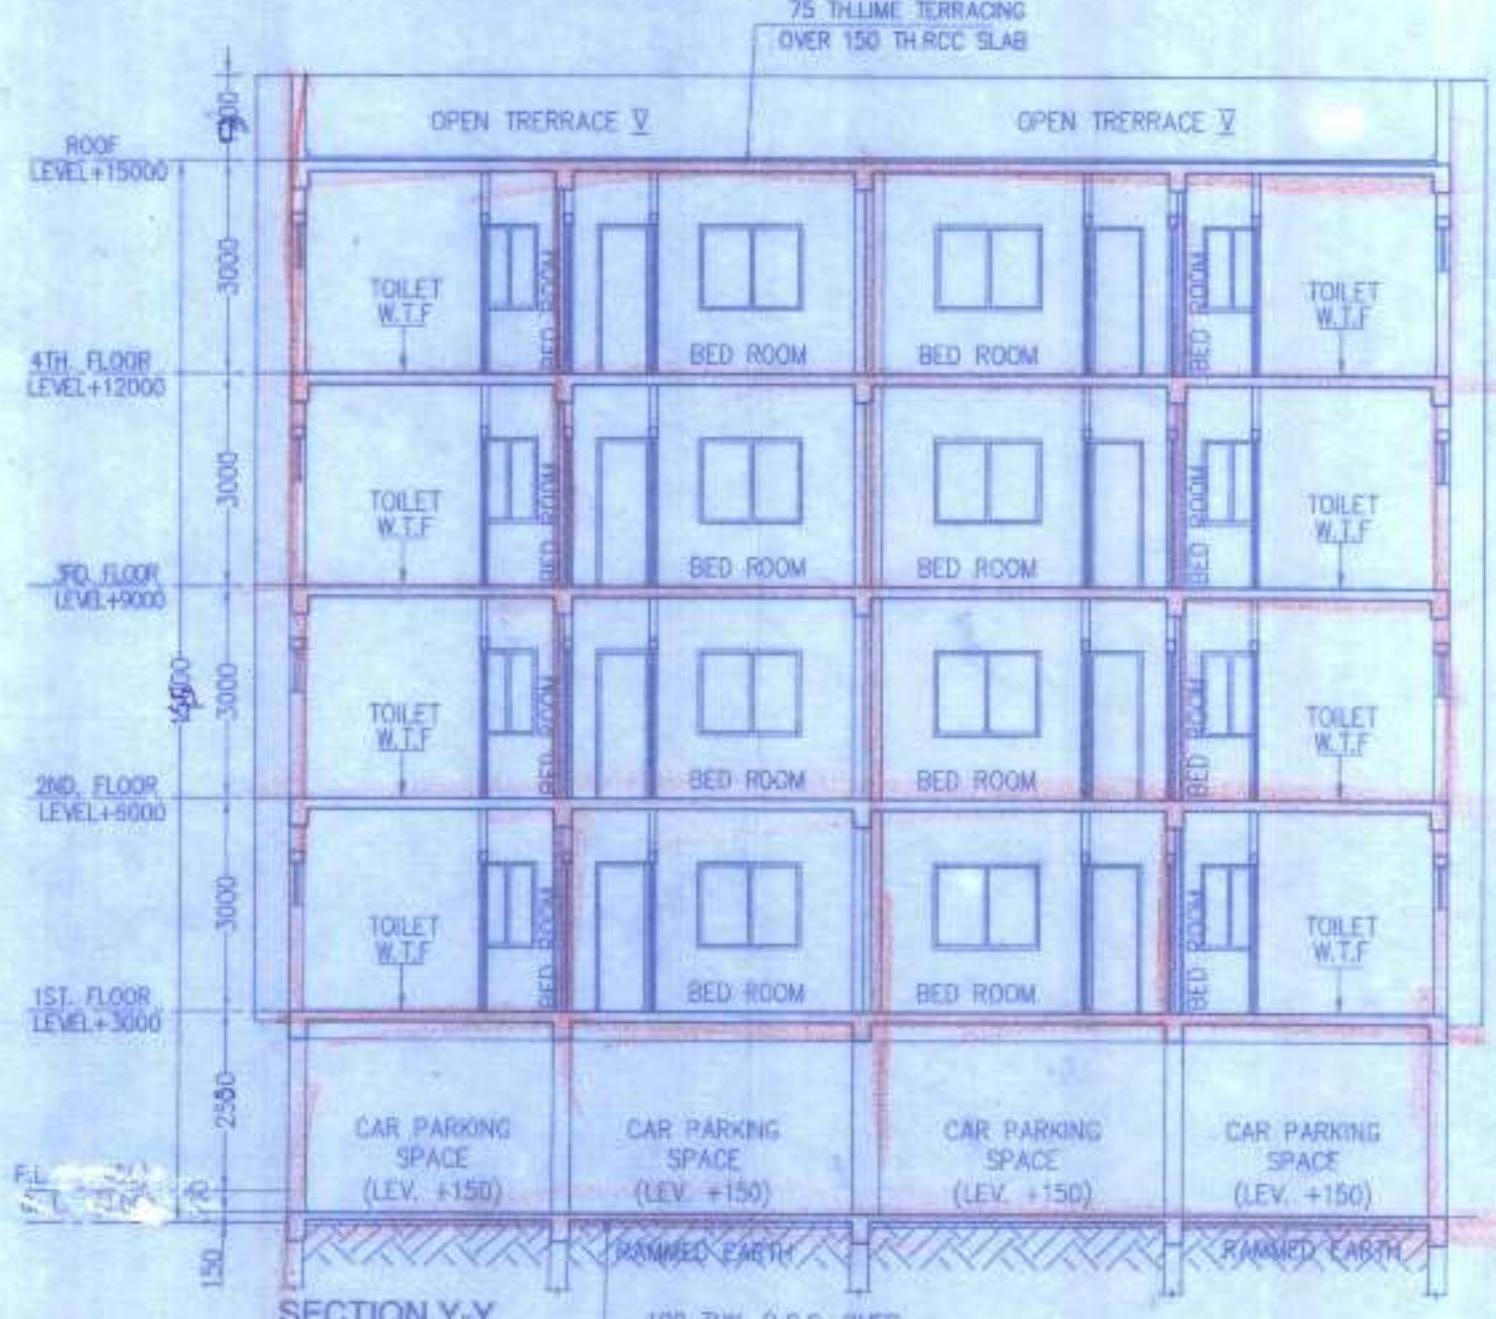 75 TH.LIME TERRACING
OVER 150 TH.RCC SLAB
OPEN TRERRACE OPEN TRERRACE
ROOF
LEVEL+15000
3000
TOILET
W.T.F
BED ROOM
BED ROOM
BED ROOM
BED ROOM
TOILET
W.T.F
4TH. FLOOR
LEVEL+12000
3000
TOILET
W.T.F
BED ROOM
BED ROOM
BED ROOM
BED ROOM
TOILET
W.T.F
3RD. FLOOR
LEVEL+9000
3000
TOILET
W.T.F
BED ROOM
BED ROOM
BED ROOM
BED ROOM
TOILET
W.T.F
2ND. FLOOR
LEVEL+6000
3000
TOILET
W.T.F
BED ROOM
BED ROOM
BED ROOM
BED ROOM
TOILET
W.T.F
1ST. FLOOR
LEVEL+3000
CAR PARKING
SPACE
(LEV. +150)
CAR PARKING
SPACE
(LEV. +150)
CAR PARKING
SPACE
(LEV. +150)
CAR PARKING
SPACE
(LEV. +150)
F.L
150
RAMMED EARTH RAMMED EARTH
SECTION Y-Y